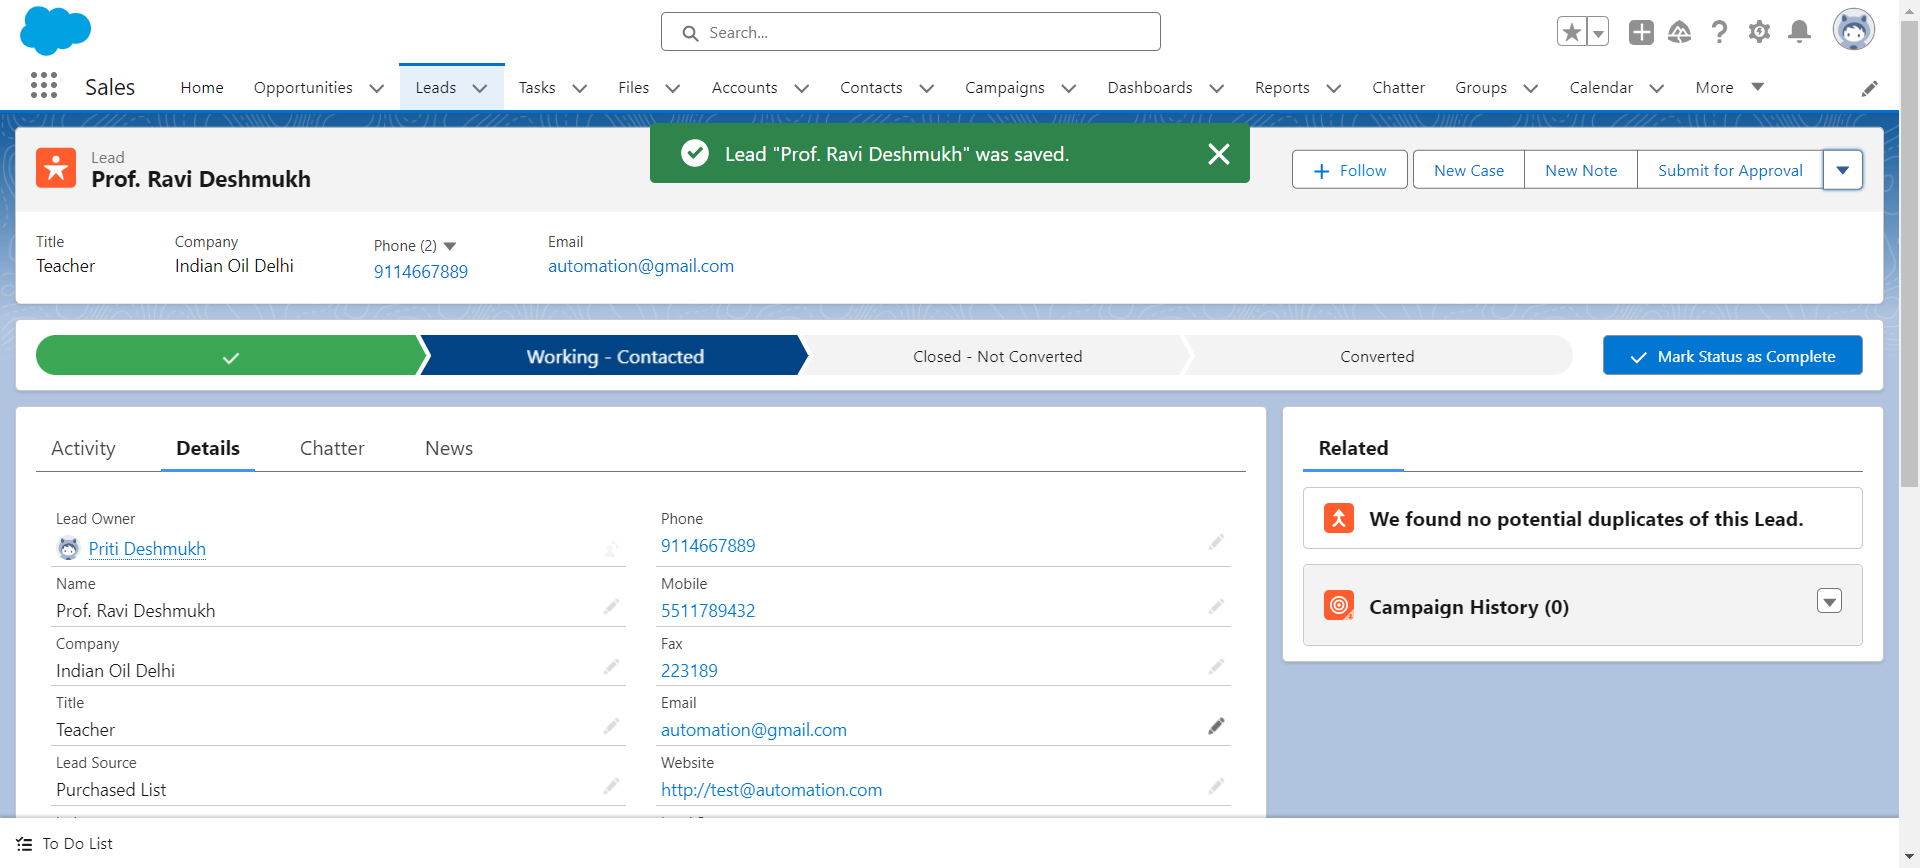 Search...
Sales
Home
Opportunities
Leads
Tasks
Files
Accounts
Contacts
Campaigns
Dashboards
Reports
Chatter
Groups
Calendar
More
Lead "Prof. Ravi Deshmukh" was saved.
Lead
Prof. Ravi Deshmukh
Follow
New Case
New Note
Submit for Approval
Title
Teacher
Company
Indian Oil Delhi
Phone (2)
9114667889
Email
automation@gmail.com
Working - Contacted
Closed - Not Converted
Converted
Mark Status as Complete
Activity
Details
Chatter
News
Lead Owner
Priti Deshmukh
Name
Prof. Ravi Deshmukh
Company
Indian Oil Delhi
Title
Teacher
Lead Source
Purchased List
Phone
9114667889
Mobile
5511789432
Fax
223189
Email
automation@gmail.com
Website
http://test@automation.com
Related
We found no potential duplicates of this Lead.
Campaign History (0)
To Do List